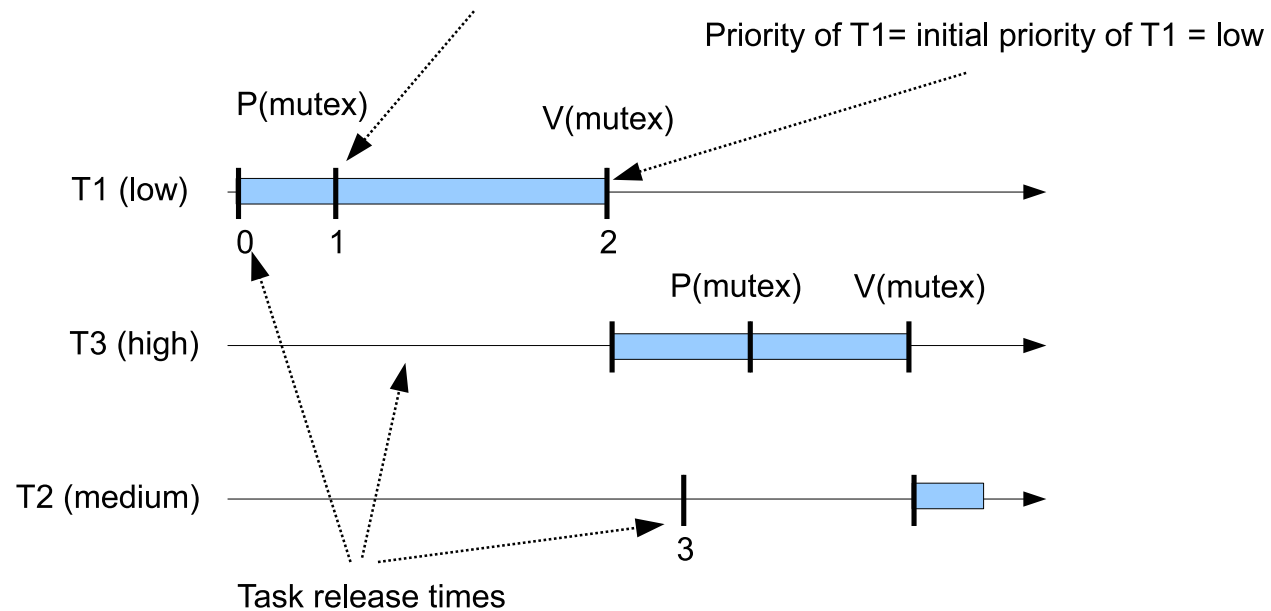 Priority of T1= initial priority of T1 = low
P(mutex)
V(mutex)
T1 (low)
0
1
2
P(mutex)
V(mutex)
T3 (high)
T2 (medium)
3
Task release times